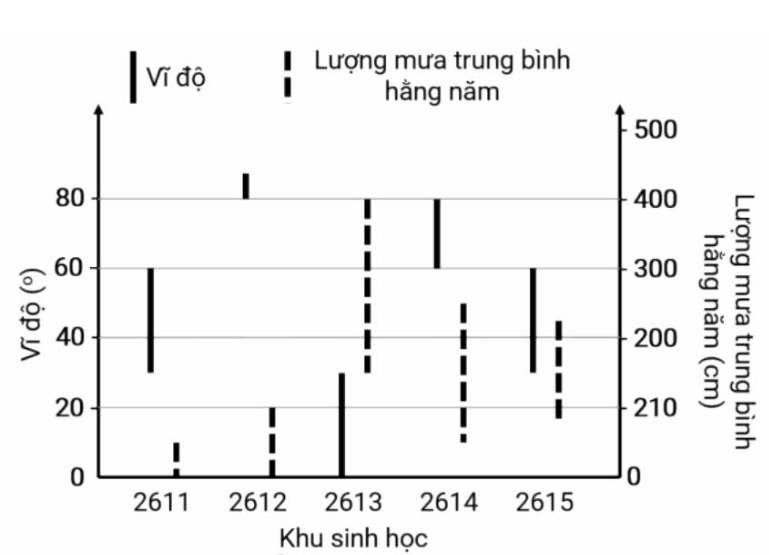 Vĩ độ
Lượng mưa trung bình
hằng năm
80
60
40
20
0
500
400
300
200
210
0
Vĩ độ (º)
Lượng mưa trung bình
hằng năm (cm)
2611 2612 2613 2614 2615
Khu sinh học